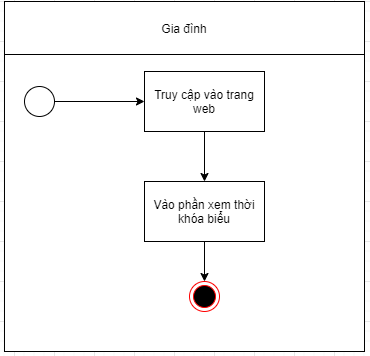 Gia đình
Truy cập vào trang
web
Vào phần xem thời
khóa biểu